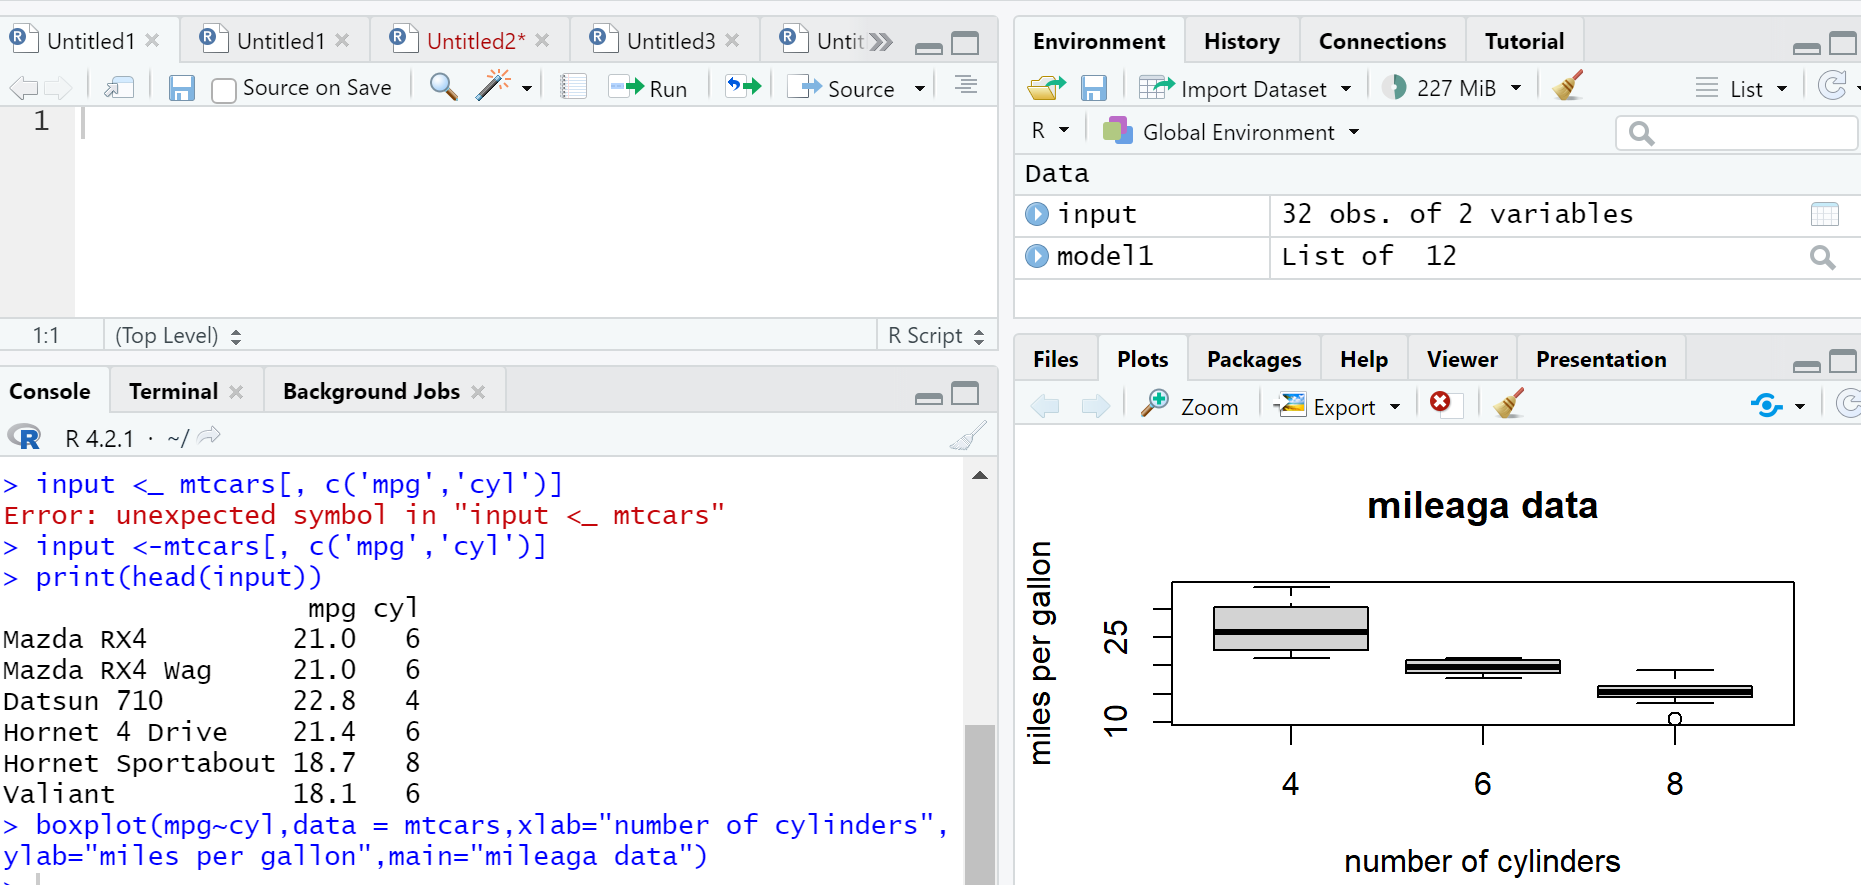 Untitled1 Untitled1 Untitled2* Untitled3 Untit
Source on Save Run Source
1
1:1 (Top Level) R Script
Console Terminal Background Jobs
R 4.2.1 · ~/
> input <_ mtcars[, c('mpg','cyl')]
Error: unexpected symbol in "input <_ mtcars"
> input <-mtcars[, c('mpg','cyl')]
> print(head(input))
mpg cyl
Mazda RX4 21.0 6
Mazda RX4 Wag 21.0 6
Datsun 710 22.8 4
Hornet 4 Drive 21.4 6
Hornet Sportabout 18.7 8
Valiant 18.1 6
> boxplot(mpg~cyl,data = mtcars,xlab="number of cylinders",
ylab="miles per gallon",main="mileaga data")
>
Environment History Connections Tutorial
Import Dataset 227 MiB List
R Global Environment
Data
input 32 obs. of 2 variables
model1 List of 12
Files Plots Packages Help Viewer Presentation
Zoom Export
mileaga data
miles per gallon
25
10
4 6 8
number of cylinders